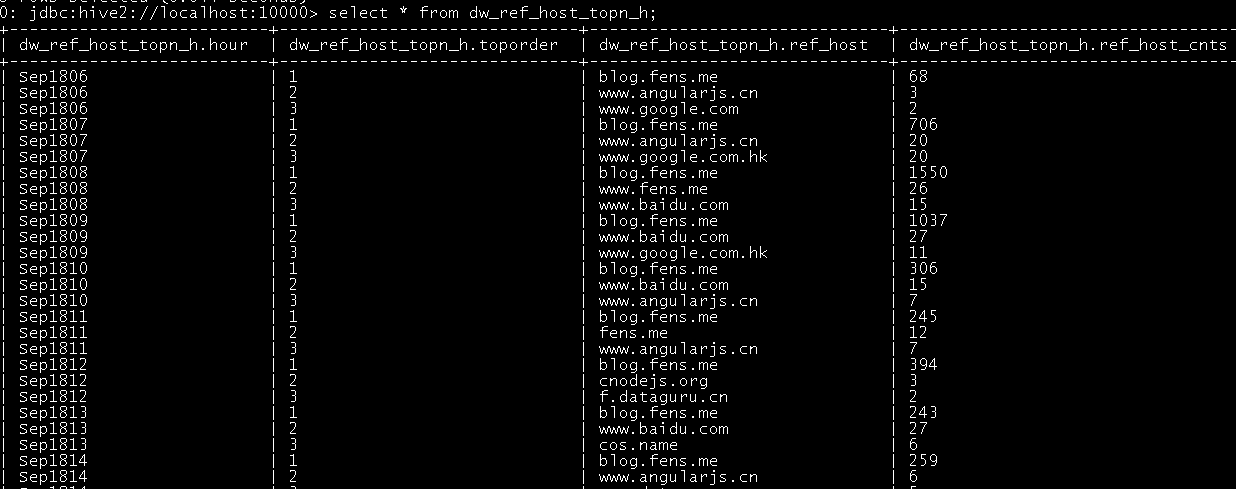 0: jdbc:hive2://localhost:10000> select * from dw_ref_host_topn_h;
| dw_ref_host_topn_h.hour | dw_ref_host_topn_h.toporder | dw_ref_host_topn_h.ref_host | dw_ref_host_topn_h.ref_host_cnts
| Sep1806 | 1 | blog.fens.me | 68
| Sep1806 | 2 | www.angularjs.cn | 3
| Sep1806 | 3 | www.google.com | 2
| Sep1807 | 1 | blog.fens.me | 706
| Sep1807 | 2 | www.angularjs.cn | 20
| Sep1807 | 3 | www.google.com.hk | 20
| Sep1808 | 1 | blog.fens.me | 1550
| Sep1808 | 2 | www.fens.me | 26
| Sep1808 | 3 | www.baidu.com | 15
| Sep1809 | 1 | blog.fens.me | 1037
| Sep1809 | 2 | www.baidu.com | 27
| Sep1809 | 3 | www.google.com.hk | 11
| Sep1810 | 1 | blog.fens.me | 306
| Sep1810 | 2 | www.baidu.com | 15
| Sep1810 | 3 | www.angularjs.cn | 7
| Sep1811 | 1 | blog.fens.me | 245
| Sep1811 | 2 | fens.me | 12
| Sep1811 | 3 | www.angularjs.cn | 7
| Sep1812 | 1 | blog.fens.me | 394
| Sep1812 | 2 | cnodejs.org | 3
| Sep1812 | 3 | f.dataguru.cn | 2
| Sep1813 | 1 | blog.fens.me | 243
| Sep1813 | 2 | www.baidu.com | 27
| Sep1813 | 3 | cos.name | 6
| Sep1814 | 1 | blog.fens.me | 259
| Sep1814 | 2 | www.angularjs.cn | 6